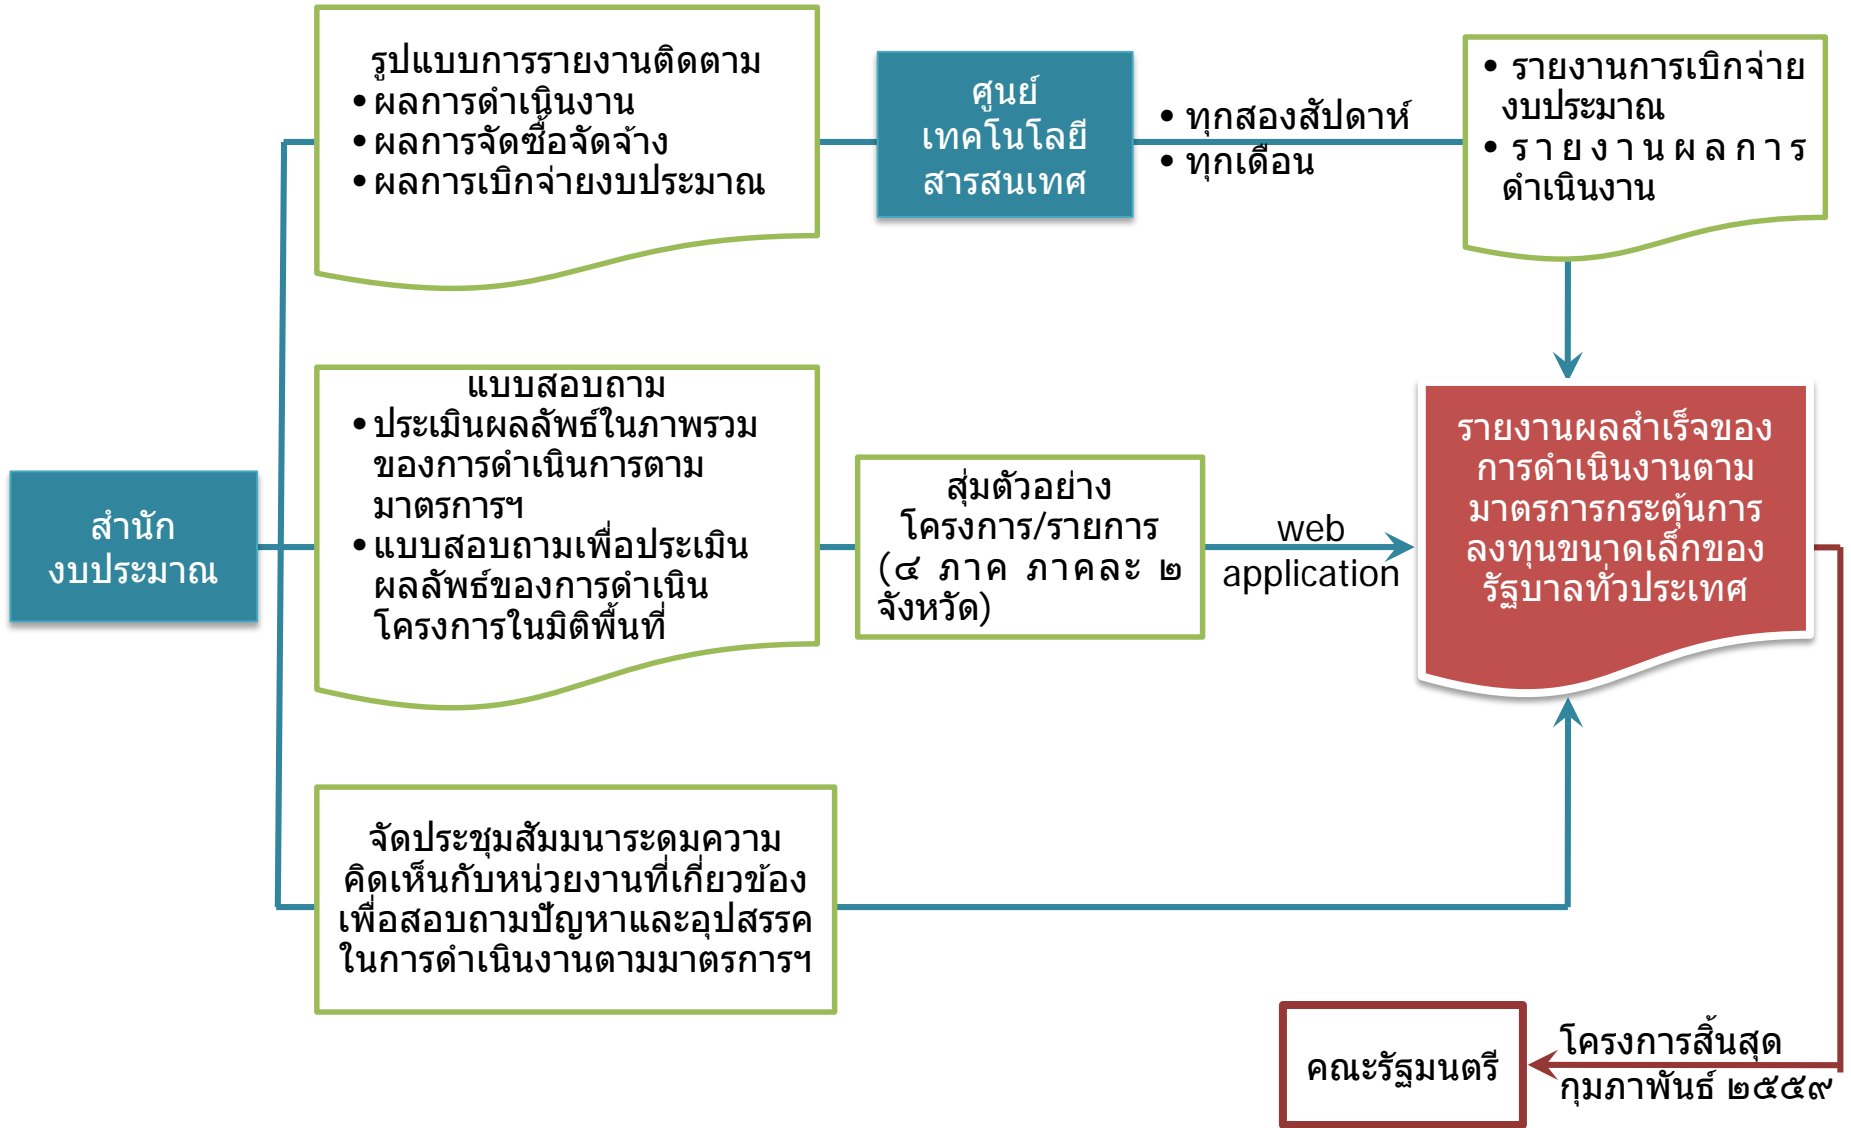 รูปแบบการรายงานติดตาม
• ผลการดำเนินงาน
• ผลการจัดซื้อจัดจ้าง
• ผลการเบิกจ่ายงบประมาณ
ศูนย์
เทคโนโลยี
สารสนเทศ
• ทุกสองสัปดาห์
• ทุกเดือน
• รายงานการเบิกจ่าย
งบประมาณ
• รายงานผลการ
ดำเนินงาน
สำนัก
งบประมาณ
แบบสอบถาม
• ประเมินผลลัพธ์ในภาพรวม
ของการดำเนินการตาม
มาตรการฯ
• แบบสอบถามเพื่อประเมิน
ผลลัพธ์ของการดำเนิน
โครงการในมิติพื้นที่
สุ่มตัวอย่าง
โครงการ/รายการ
(๔ ภาค ภาคละ ๒
จังหวัด)
web
application
รายงานผลสำเร็จของ
การดำเนินงานตาม
มาตรการกระตุ้นการ
ลงทุนขนาดเล็กของ
รัฐบาลทั่วประเทศ
จัดประชุมสัมมนาระดมความ
คิดเห็นกับหน่วยงานที่เกี่ยวข้อง
เพื่อสอบถามปัญหาและอุปสรรค
ในการดำเนินงานตามมาตรการฯ
คณะรัฐมนตรี
โครงการสิ้นสุด
กุมภาพันธ์ ๒๕๕๙